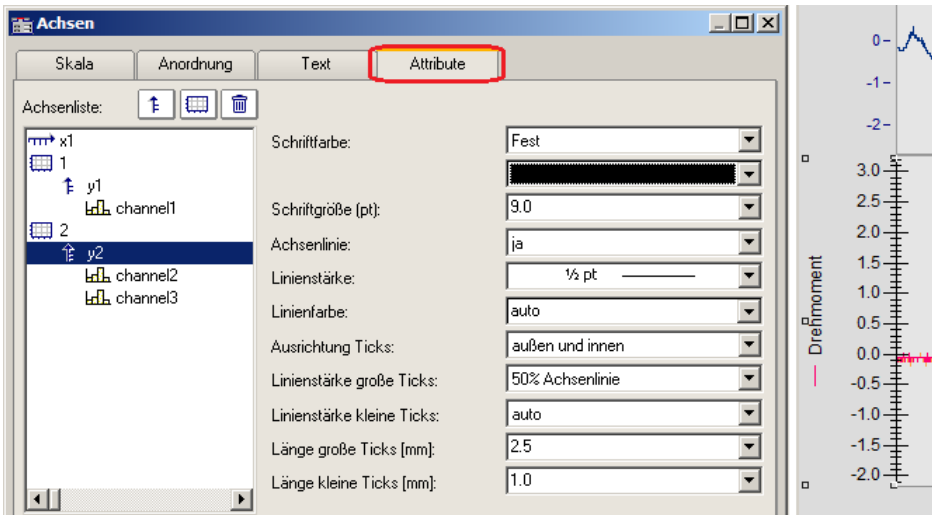 Achsen
Skala Anordnung Text Attribute
Achsenliste:
x1
1
y1
channel1
2
y2
channel2
channel3
Schriftfarbe: Fest
Schriftgröße (pt): 9.0
Achsenlinie: ja
Linienstärke: ½ pt
Linienfarbe: auto
Ausrichtung Ticks: außen und innen
Linienstärke große Ticks: 50% Achsenlinie
Linienstärke kleine Ticks: auto
Länge große Ticks [mm]: 2.5
Länge kleine Ticks [mm]: 1.0
0
-1
-2
Drehmoment
3.0
2.5
2.0
1.5
1.0
0.5
0.0
-0.5
-1.0
-1.5
-2.0